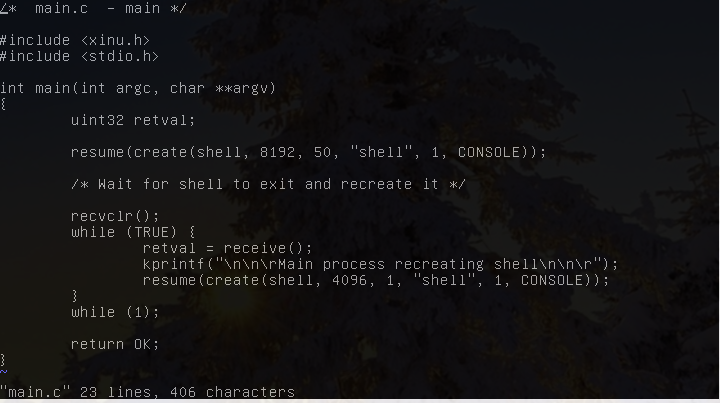 /*  main.c  - main */
#include <xinu.h>
#include <stdio.h>
int main(int argc, char **argv)
{
uint32 retval;
resume(create(shell, 8192, 50, "shell", 1, CONSOLE));
/* Wait for shell to exit and recreate it */
recvclr();
while (TRUE) {
retval = receive();
kprintf("\n\n\rMain process recreating shell\n\n\r");
resume(create(shell, 4096, 1, "shell", 1, CONSOLE));
}
while (1);
return OK;
}
~
"main.c" 23 lines, 406 characters